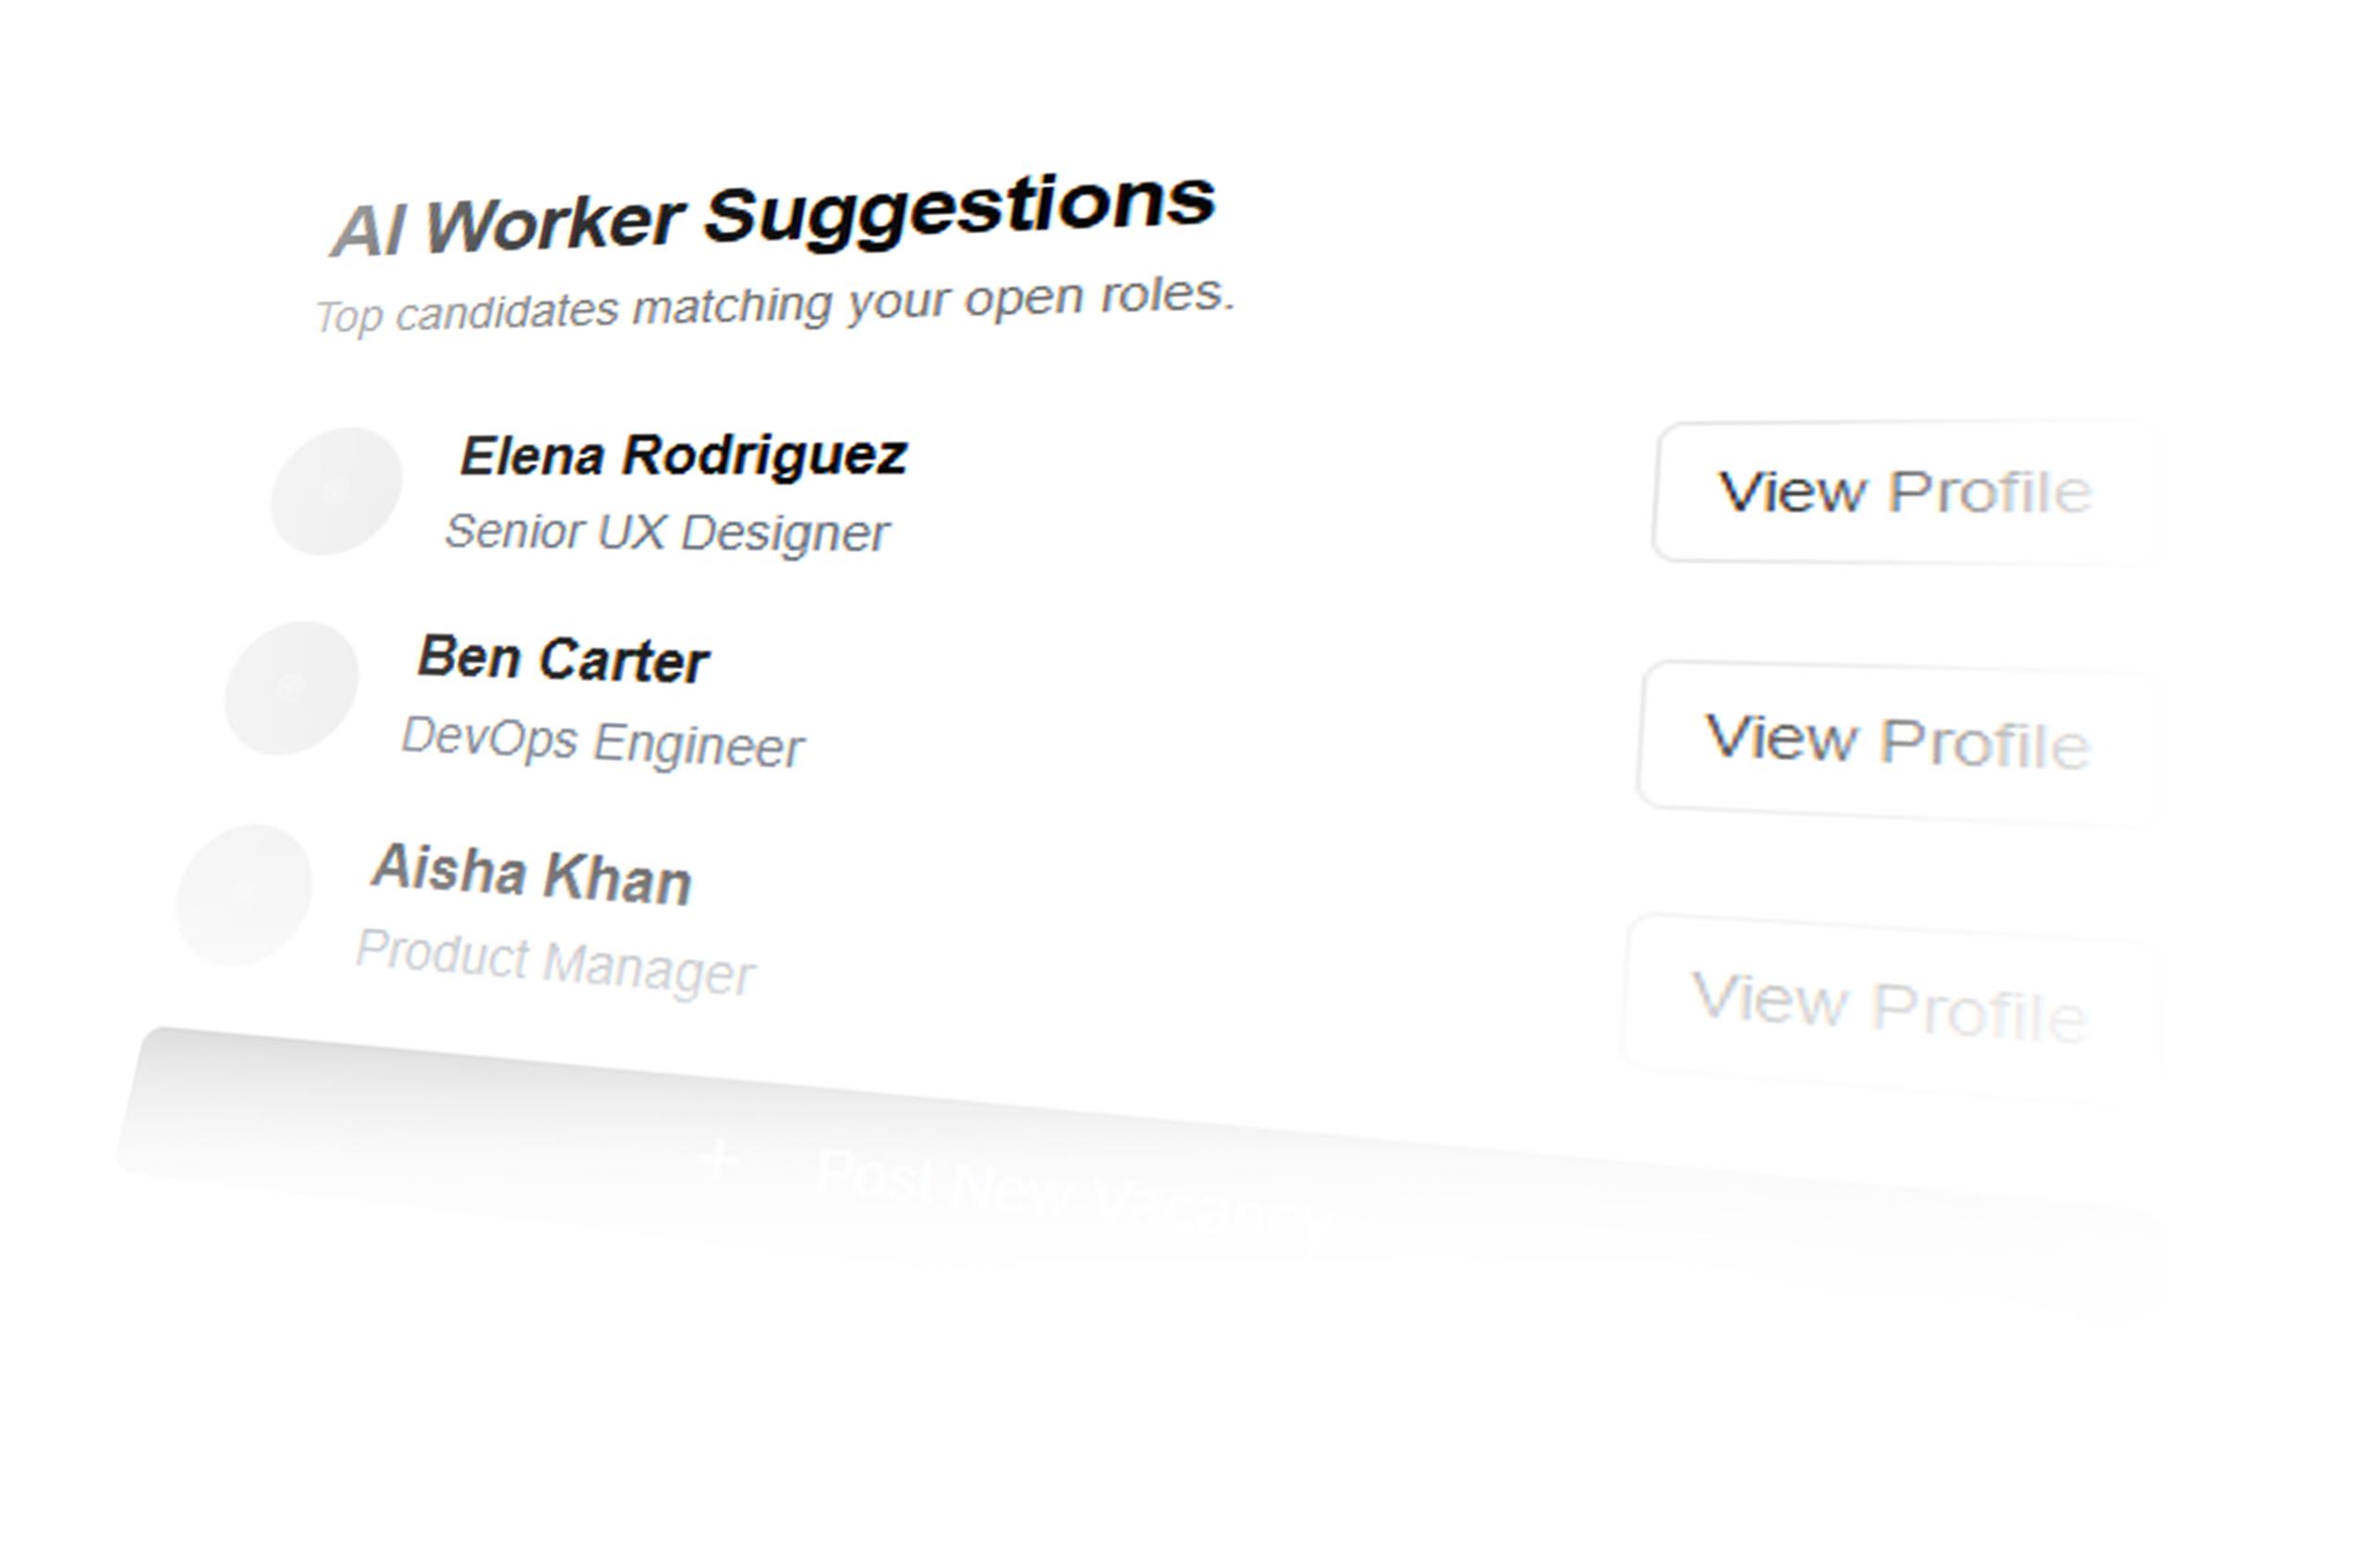 AI Worker Suggestions
Top candidates matching your open roles.
Elena Rodriguez
Senior UX Designer
View Profile
Ben Carter
DevOps Engineer
View Profile
Aisha Khan
Product Manager
View Profile
+ Post New Vacancy